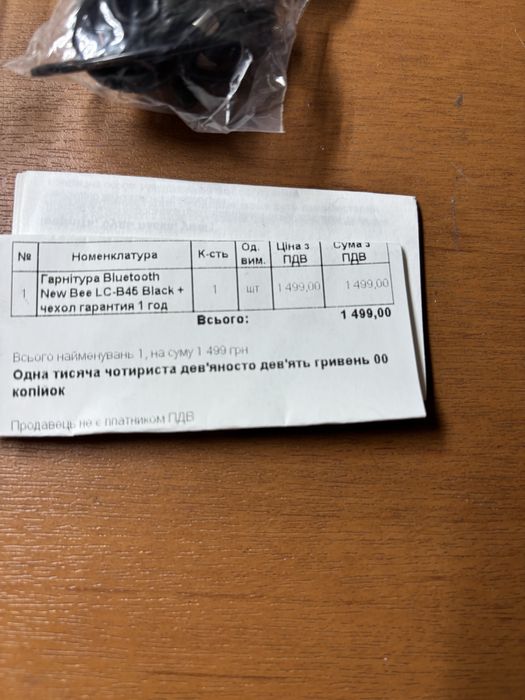 № Номенклатура К-сть Од. вим. Ціна з ПДВ Сума з ПДВ
1 Гарнітура Bluetooth New Bee LC-B45 Black + чехол гарантия 1 год 1 шт 1 499,00 1 499,00
Всього: 1 499,00
Всього найменувань 1, на суму 1 499 грн
Одна тисяча чотириста дев'яносто дев'ять гривень 00
копійок
Продавець не є платником ПДВ